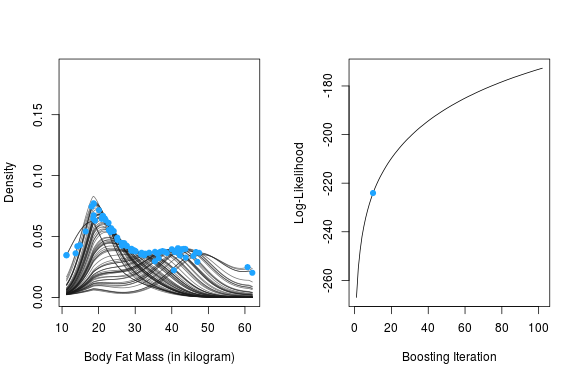 Density
0.00
0.05
0.10
0.15
10 20 30 40 50 60
Body Fat Mass (in kilogram)
Log-Likelihood
-260
-240
-220
-200
-180
0 20 40 60 80 100
Boosting Iteration